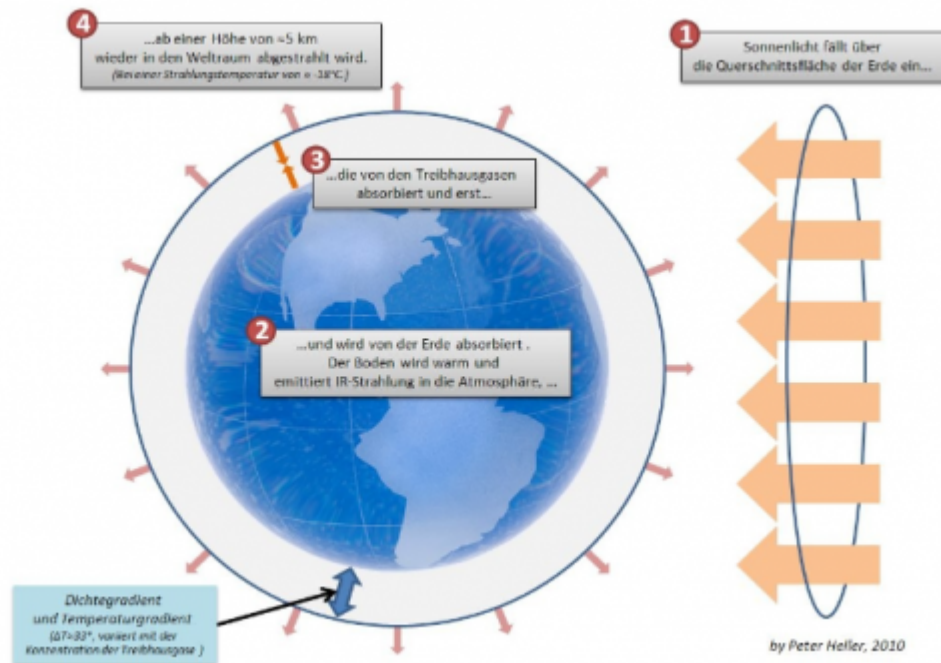 1
Sonnenlicht fällt über
die Querschnittsfläche der Erde ein...
2
...und wird von der Erde absorbiert .
Der Boden wird warm und
emittiert IR-Strahlung in die Atmosphäre, ...
3
...die von den Treibhausgasen
absorbiert und erst...
4
...ab einer Höhe von ≈5 km
wieder in den Weltraum abgestrahlt wird.
(Bei einer Strahlungstemperatur von ≈ -18°C.)
Dichtegradient
und Temperaturgradient
(ΔT≈33°, variiert mit der
Konzentration der Treibhausgase )
by Peter Heller, 2010